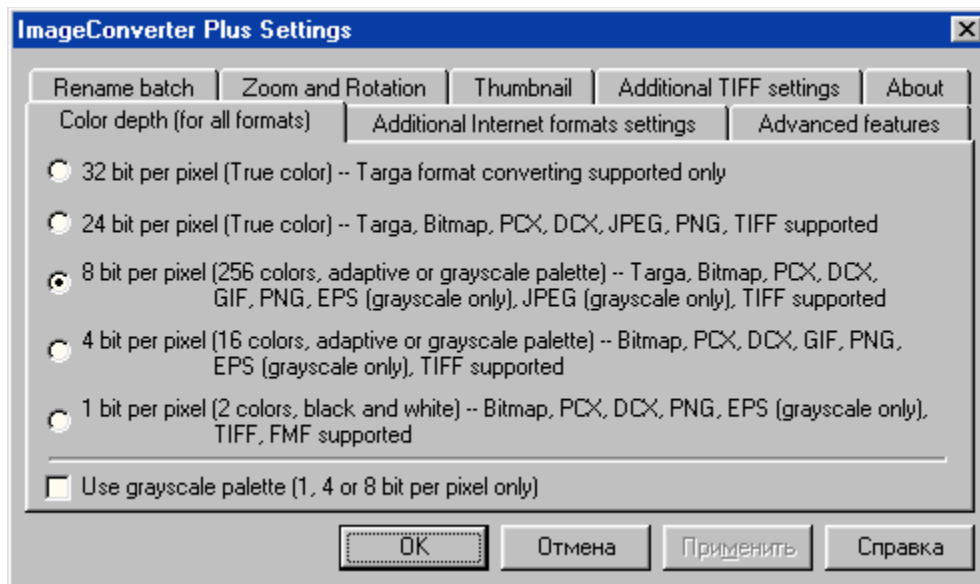 ImageConverter Plus Settings
Rename batch Zoom and Rotation Thumbnail Additional TIFF settings About
Color depth (for all formats) Additional Internet formats settings Advanced features
32 bit per pixel (True color) -- Targa format converting supported only
24 bit per pixel (True color) -- Targa, Bitmap, PCX, DCX, JPEG, PNG, TIFF supported
8 bit per pixel (256 colors, adaptive or grayscale palette) -- Targa, Bitmap, PCX, DCX,
GIF, PNG, EPS (grayscale only), JPEG (grayscale only), TIFF supported
4 bit per pixel (16 colors, adaptive or grayscale palette) -- Bitmap, PCX, DCX, GIF, PNG,
EPS (grayscale only), TIFF supported
1 bit per pixel (2 colors, black and white) -- Bitmap, PCX, DCX, PNG, EPS (grayscale only),
TIFF, FMF supported
Use grayscale palette (1, 4 or 8 bit per pixel only)
OK Отмена Применить Справка